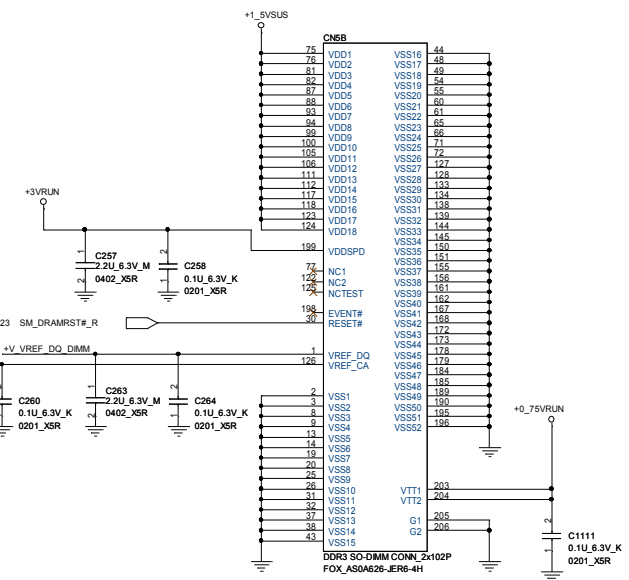 +1_5VSUS
CN5B
75 VDD1 VSS16 44
76 VDD2 VSS17 48
81 VDD3 VSS18 49
82 VDD4 VSS19 54
87 VDD5 VSS20 55
88 VDD6 VSS21 60
93 VDD7 VSS22 61
94 VDD8 VSS23 65
99 VDD9 VSS24 66
100 VDD10 VSS25 71
105 VDD11 VSS26 72
106 VDD12 VSS27 127
111 VDD13 VSS28 128
112 VDD14 VSS29 133
117 VDD15 VSS30 134
118 VDD16 VSS31 138
123 VDD17 VSS32 139
124 VDD18 VSS33 144
VSS34 145
199 VDDSPD VSS35 150
VSS36 151
77 NC1 VSS37 155
122 NC2 VSS38 156
125 NCTEST VSS39 161
VSS40 162
198 EVENT# VSS41 167
30 RESET# VSS42 168
VSS43 172
VSS44 173
1 VREF_DQ VSS45 178
126 VREF_CA VSS46 179
VSS47 184
VSS48 185
2 VSS1 VSS49 189
3 VSS2 VSS50 190
8 VSS3 VSS51 195
9 VSS4 VSS52 196
13 VSS5
14 VSS6
19 VSS7
20 VSS8
25 VSS9
26 VSS10 VTT1 203
31 VSS11 VTT2 204
32 VSS12
37 VSS13 G1 205
38 VSS14 G2 206
43 VSS15
DDR3 SO-DIMM CONN_2x102P
FOX_AS0A626-JER6-4H
+3VRUN
1 2
C257
2.2U_6.3V_M
0402_X5R
2 1
C258
0.1U_6.3V_K
0201_X5R
23 SM_DRAMRST#_R
+V_VREF_DQ_DIMM
C260
0.1U_6.3V_K
0201_X5R
1 2
C263
2.2U_6.3V_M
0402_X5R
2 1
C264
0.1U_6.3V_K
0201_X5R
+0_75VRUN
2 1
C1111
0.1U_6.3V_K
0201_X5R